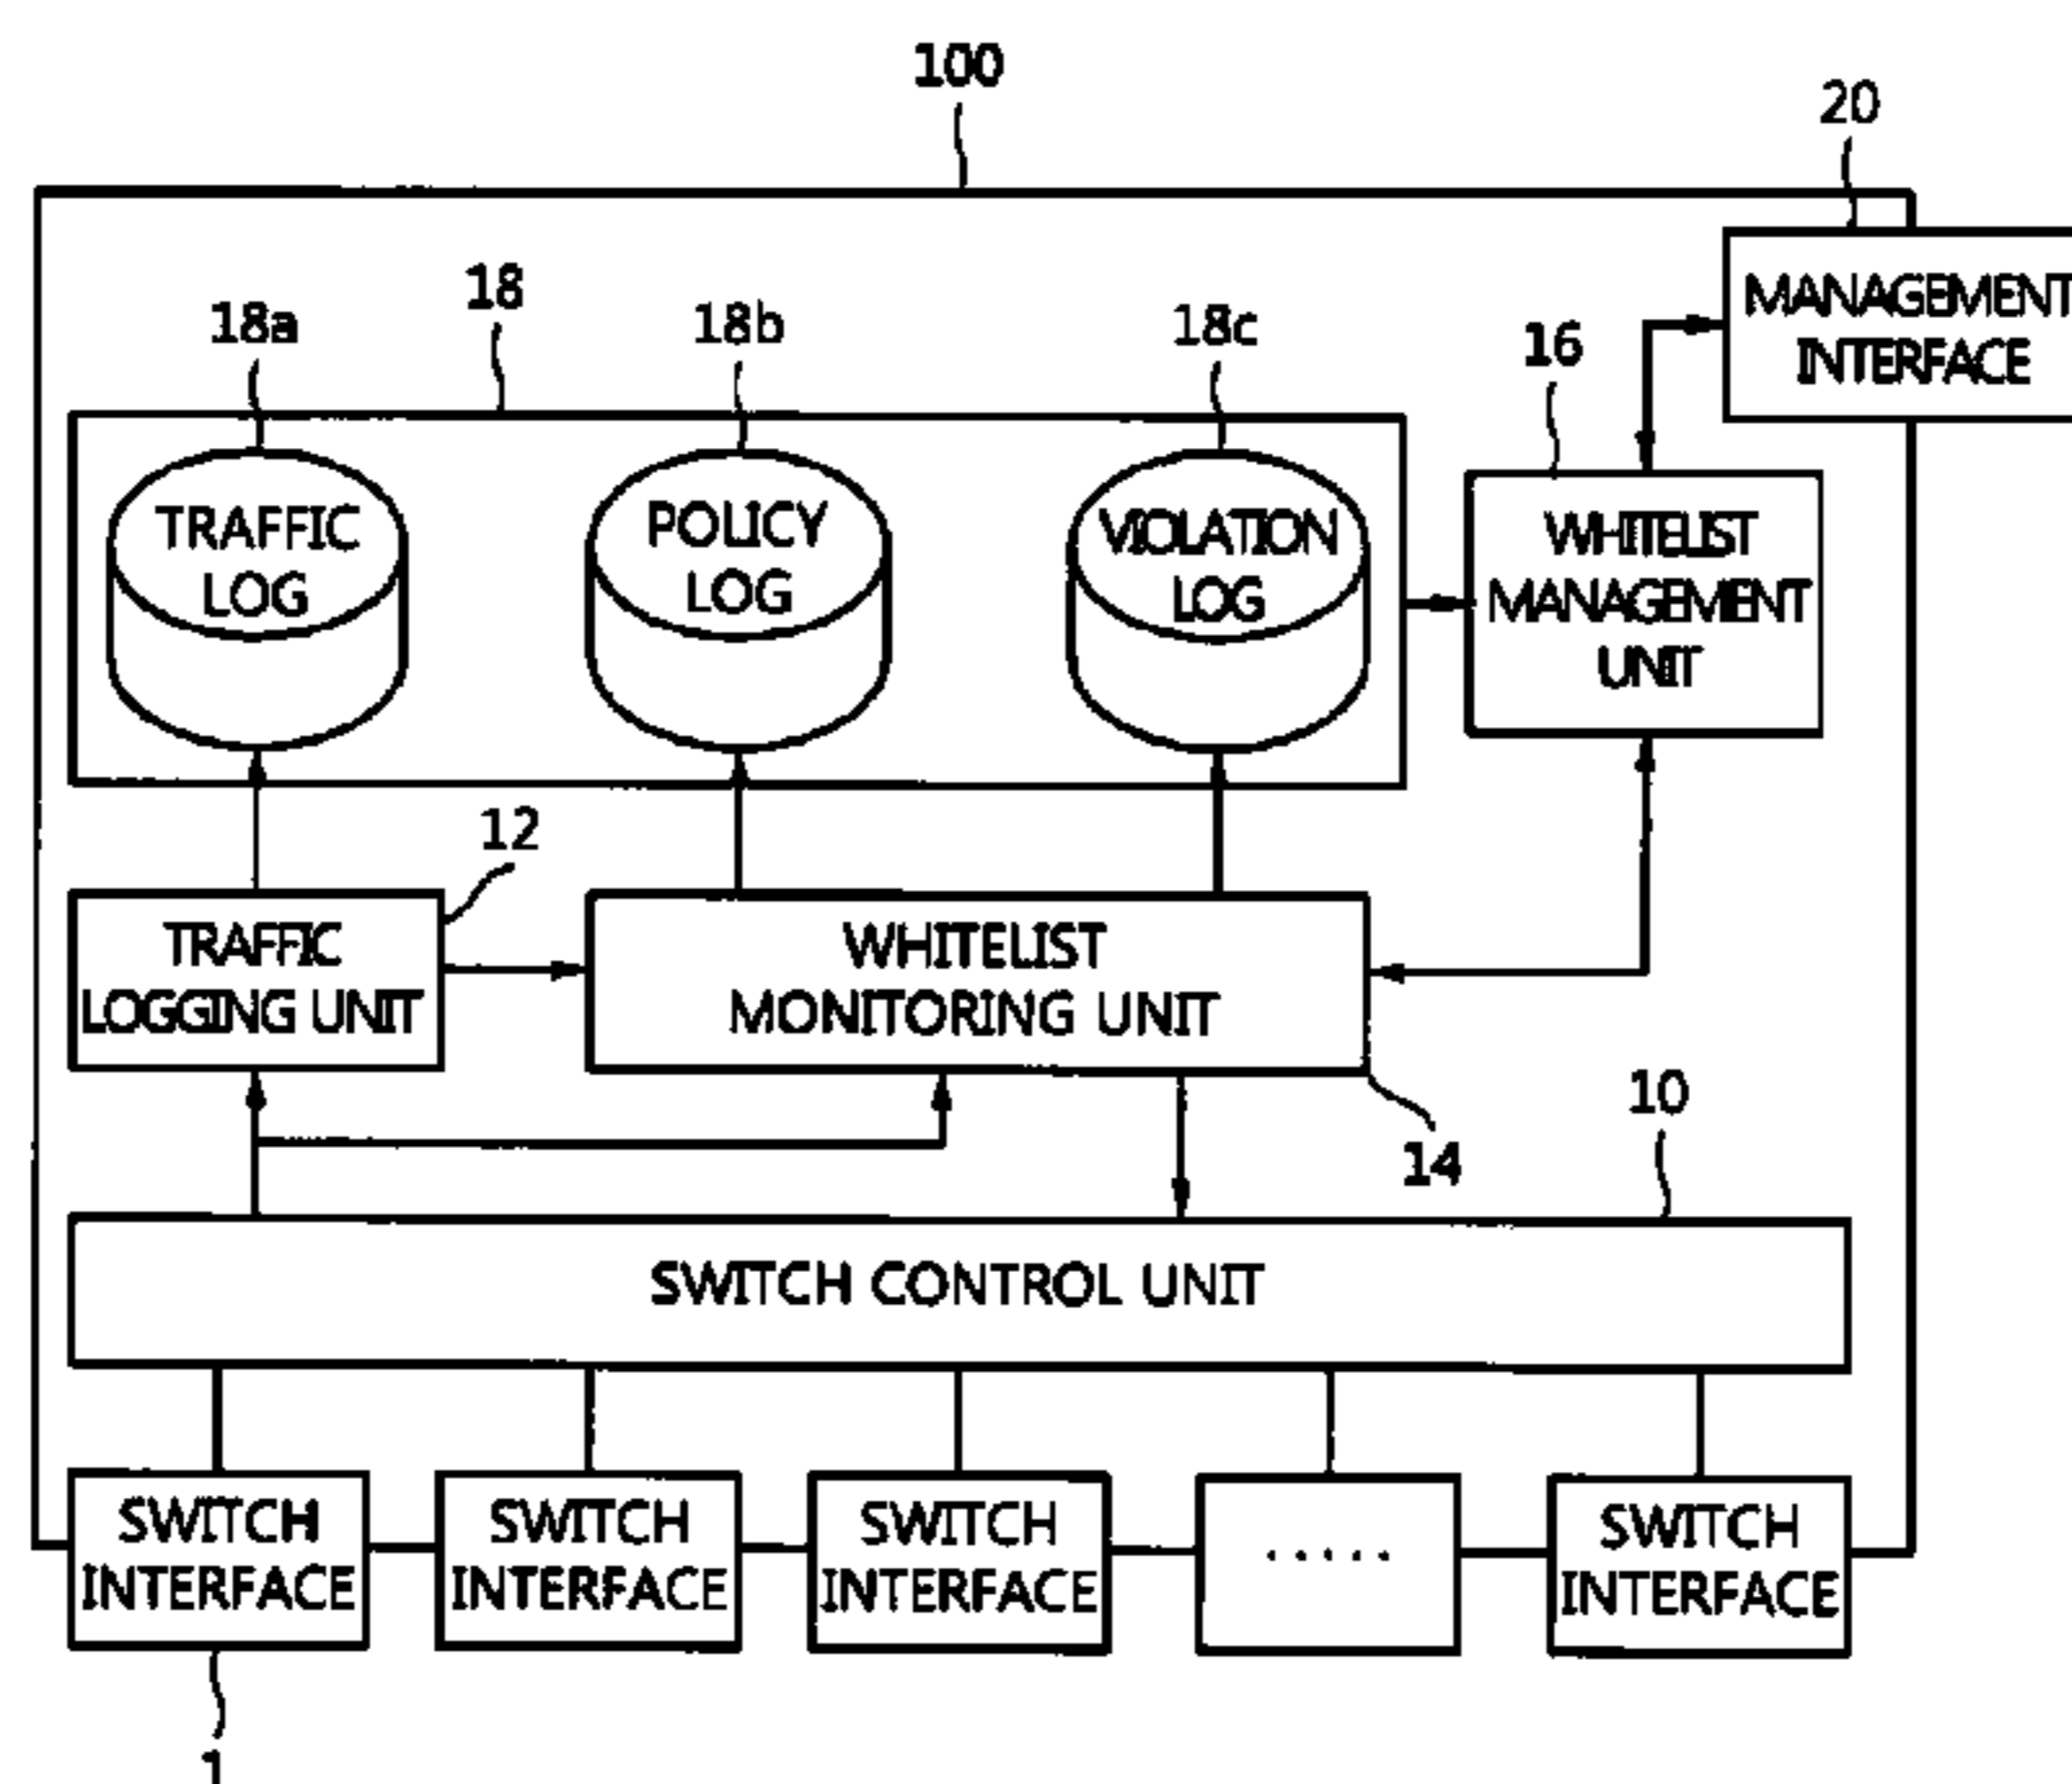 100
20
18
18a
18b
18c
16
MANAGEMENT
INTERFACE
TRAFFIC
LOG
POLICY
LOG
VIOLATION
LOG
WHITELIST
MANAGEMENT
UNIT
12
TRAFFIC
LOGGING UNIT
WHITELIST
MONITORING UNIT
14
10
SWITCH CONTROL UNIT
SWITCH
INTERFACE
SWITCH
INTERFACE
SWITCH
INTERFACE
.....
SWITCH
INTERFACE
1